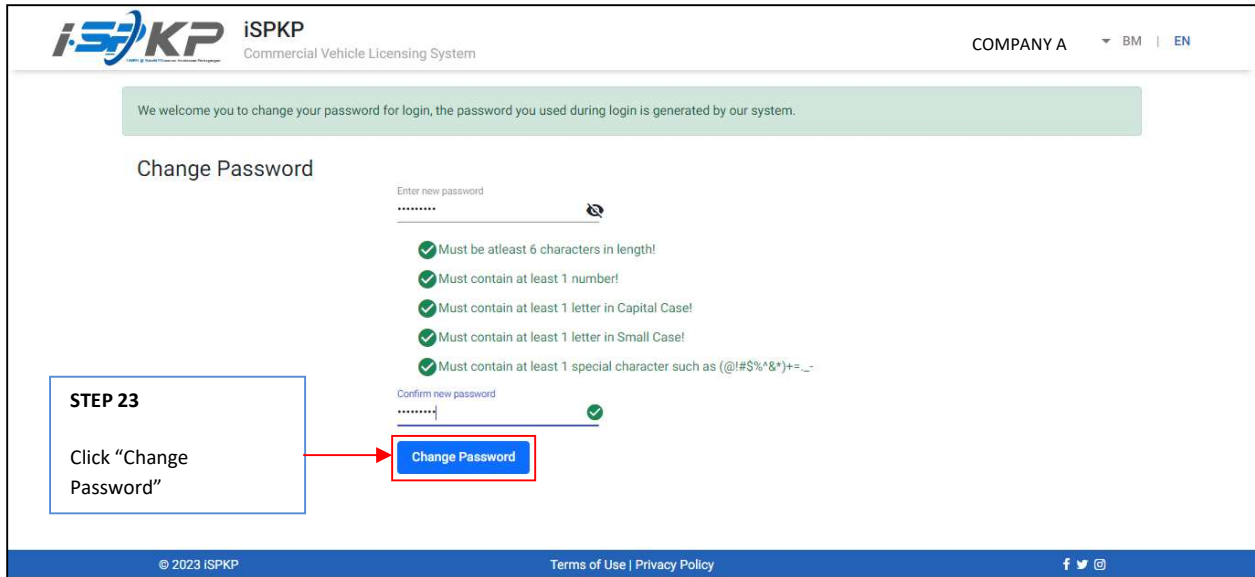 iSPKP
iSPKP
Commercial Vehicle Licensing System
COMPANY A
BM | EN
We welcome you to change your password for login, the password you used during login is generated by our system.
Change Password
Enter new password
•••••••••
Must be atleast 6 characters in length!
Must contain at least 1 number!
Must contain at least 1 letter in Capital Case!
Must contain at least 1 letter in Small Case!
Must contain at least 1 special character such as (@!#$%^&*)+=._-
Confirm new password
•••••••••
STEP 23
Click “Change
Password”
Change Password
© 2023 iSPKP
Terms of Use | Privacy Policy